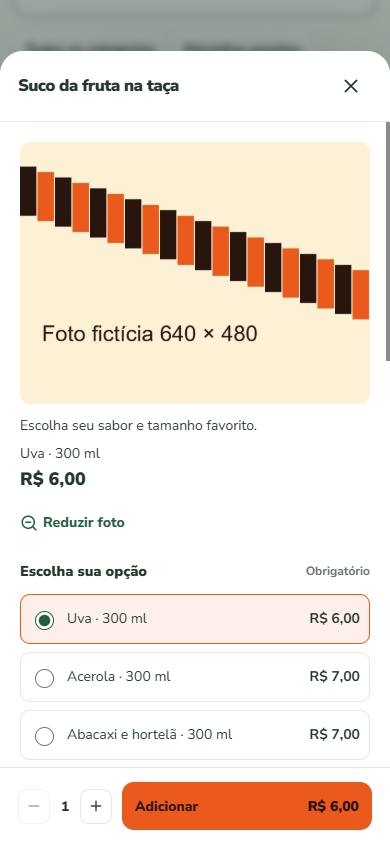 Suco da fruta na taça
Foto fictícia 640 × 480
Escolha seu sabor e tamanho favorito.
Uva · 300 ml
R$ 6,00
Reduzir foto
Escolha sua opção Obrigatório
Uva · 300 ml R$ 6,00
Acerola · 300 ml R$ 7,00
Abacaxi e hortelã · 300 ml R$ 7,00
1 Adicionar R$ 6,00